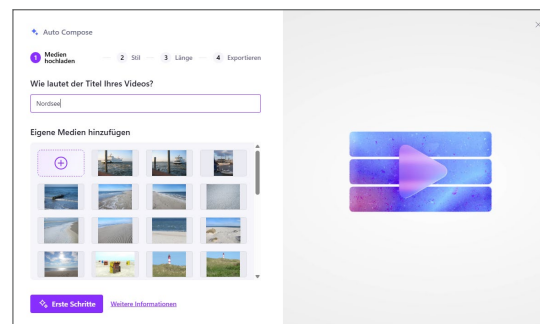 Auto Compose
1 Medien hochladen 2 Stil 3 Länge 4 Exportieren
Wie lautet der Titel Ihres Videos?
Nordsee
Eigene Medien hinzufügen
Erste Schritte Weitere Informationen